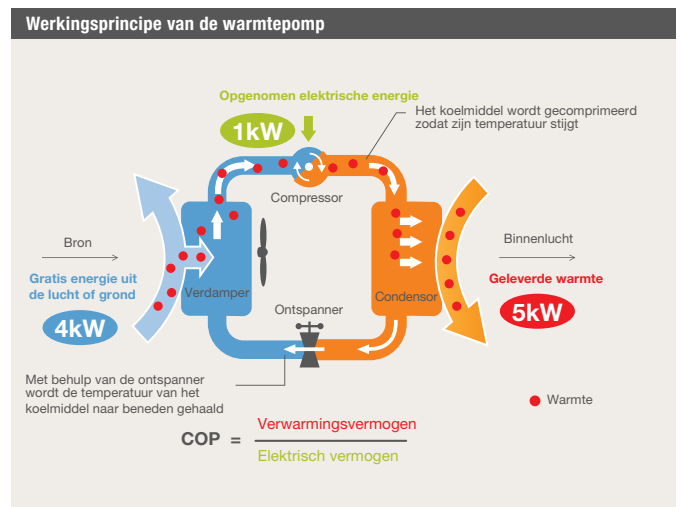 Werkingsprincipe van de warmtepomp
Opgenomen elektrische energie
1kW
Het koelmiddel wordt gecomprimeerd
zodat zijn temperatuur stijgt
Compressor
Bron
Gratis energie uit
de lucht of grond
4kW
Verdamper
Condensor
Binnenlucht
Geleverde warmte
5kW
Ontspanner
Met behulp van de ontspanner
wordt de temperatuur van het
koelmiddel naar beneden gehaald
Warmte
COP = Verwarmingsvermogen
Elektrisch vermogen